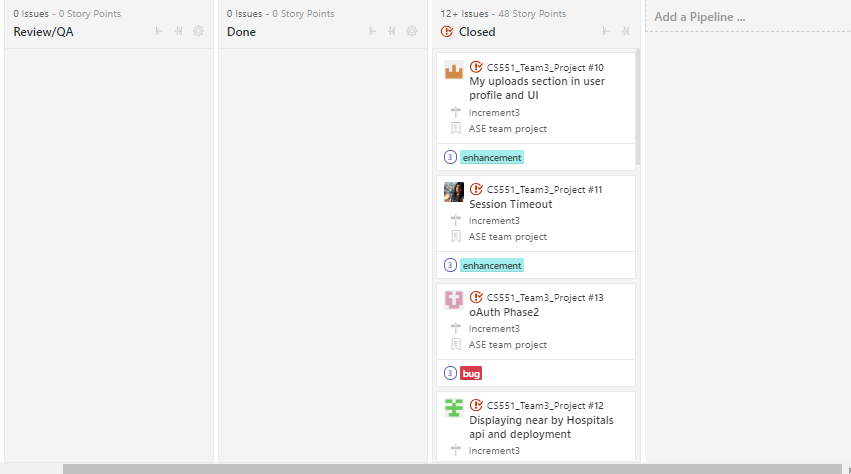 0 Issues - 0 Story Points
Review/QA
0 Issues - 0 Story Points
Done
12+ Issues - 48 Story Points
Closed
Add a Pipeline ...
CS551_Team3_Project #10
My uploads section in user
profile and UI
Increment3
E ASE team project
3 enhancement
CS551_Team3_Project #11
Session Timeout
Increment3
E ASE team project
3 enhancement
CS551_Team3_Project #13
oAuth Phase2
Increment3
E ASE team project
3 bug
CS551_Team3_Project #12
Displaying near by Hospitals
api and deployment
Increment3